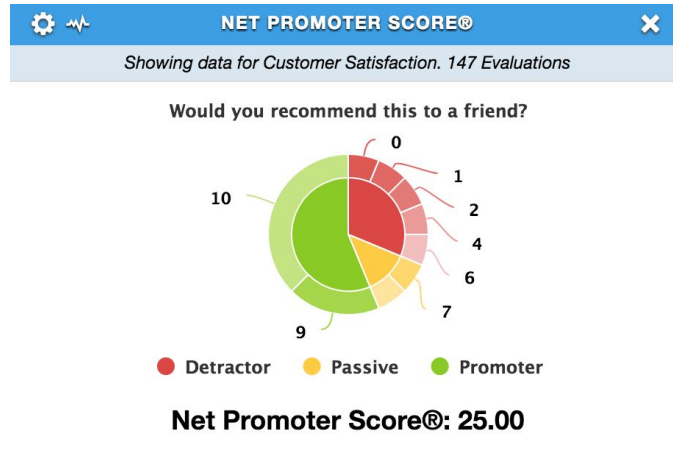 NET PROMOTER SCORE®
Showing data for Customer Satisfaction. 147 Evaluations
Would you recommend this to a friend?
0
1
10
2
4
6
7
9
Detractor Passive Promoter
Net Promoter Score®: 25.00